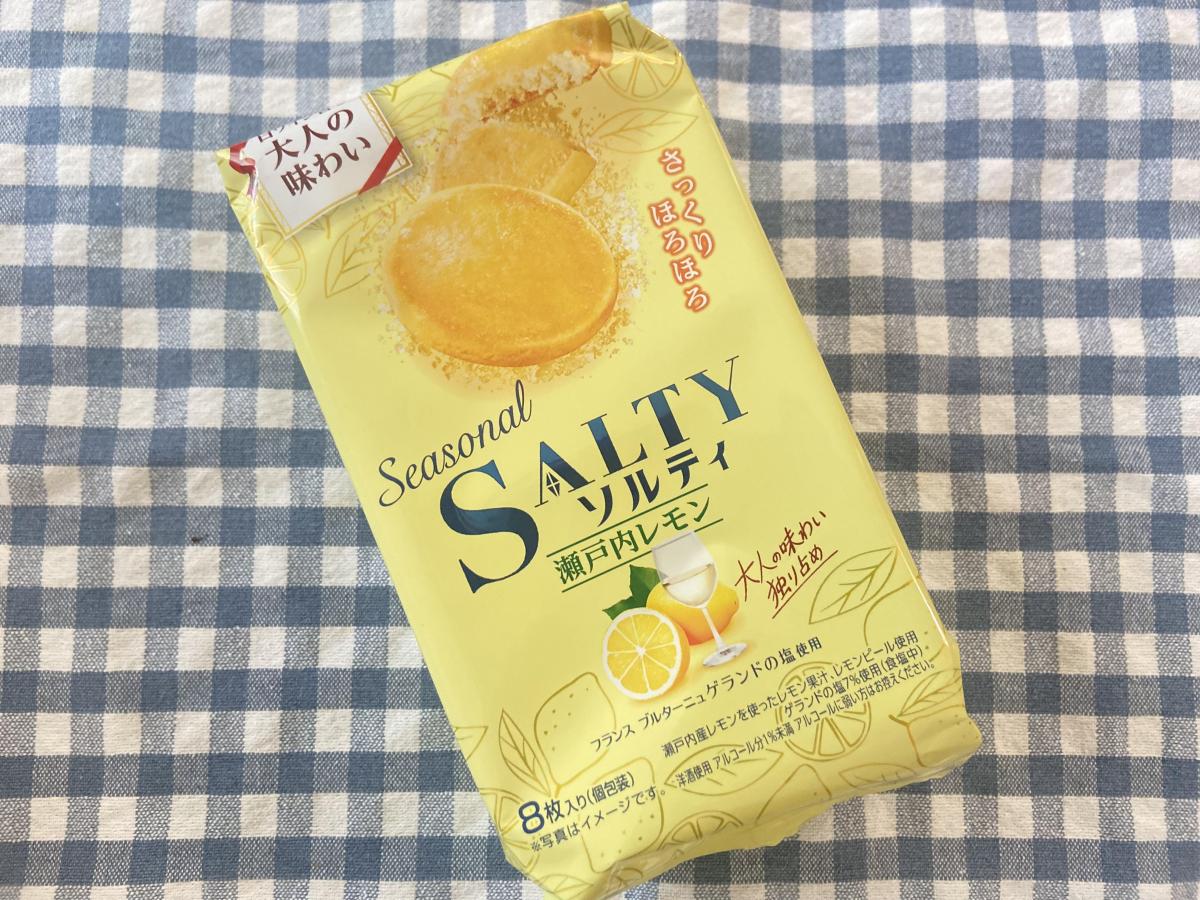 大人の
味わい
さっくり
ほろほろ
Seasonal
SALTY
ソルティ
瀬戸内レモン
大人の味わい
独り占め
フランス ブルターニュゲランドの塩使用
瀬戸内産レモンを使ったレモン果汁、レモンピール使用
ゲランドの塩7%使用(食塩中)
洋酒使用 アルコール分1%未満 アルコールに弱い方はお控えください。
8枚入り(個包装)
※写真はイメージです。